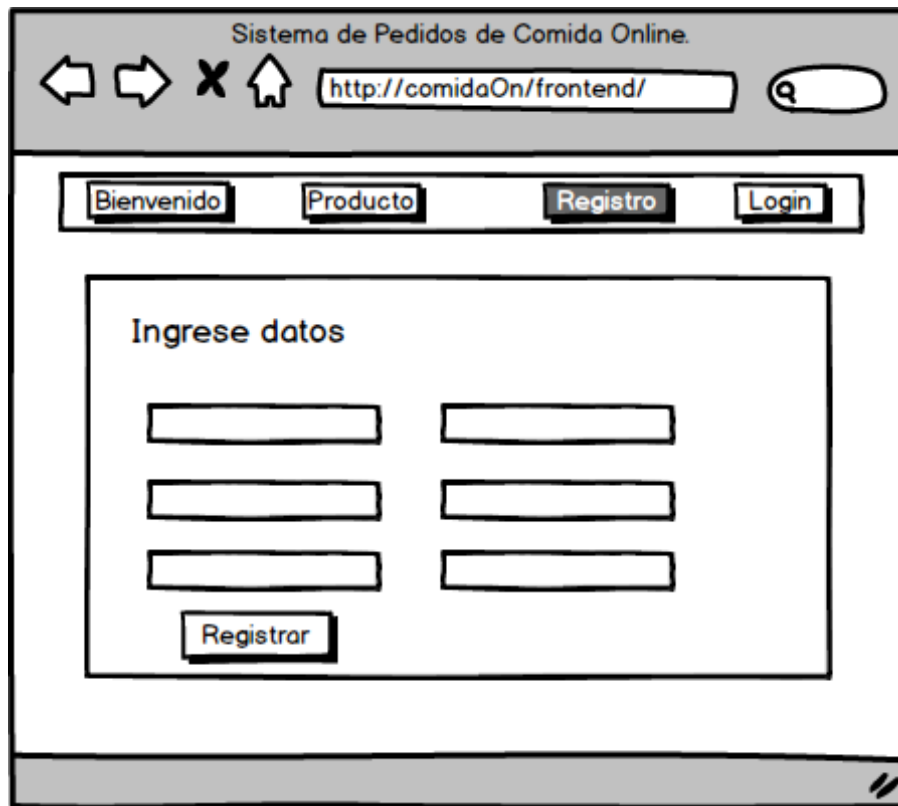 Sistema de Pedidos de Comida Online.
http://comidaOn/frontend/
Bienvenido Producto Registro Login
Ingrese datos
Registrar